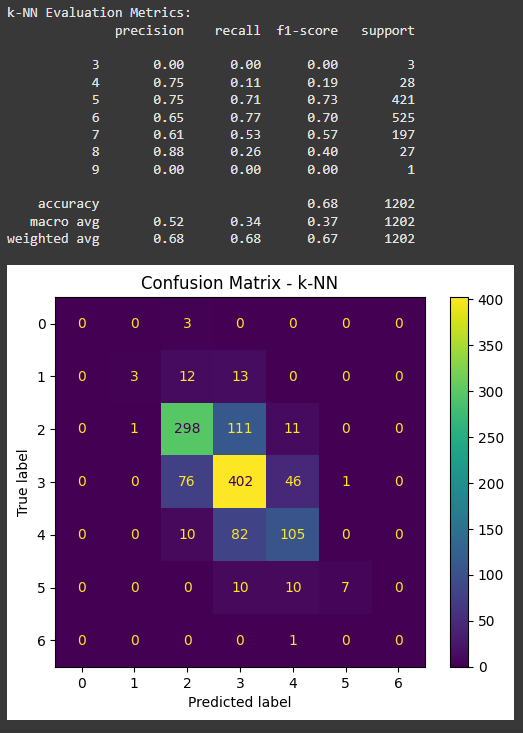 k-NN Evaluation Metrics:
precision recall f1-score support
3 0.00 0.00 0.00 3
4 0.75 0.11 0.19 28
5 0.75 0.71 0.73 421
6 0.65 0.77 0.70 525
7 0.61 0.53 0.57 197
8 0.88 0.26 0.40 27
9 0.00 0.00 0.00 1
accuracy 0.68 1202
macro avg 0.52 0.34 0.37 1202
weighted avg 0.68 0.68 0.67 1202
Confusion Matrix - k-NN
True label
0 0 0 3 0 0 0 0
1 0 3 12 13 0 0 0
2 0 1 298 111 11 0 0
3 0 0 76 402 46 1 0
4 0 0 10 82 105 0 0
5 0 0 0 10 10 7 0
6 0 0 0 0 1 0 0
0 1 2 3 4 5 6
Predicted label
400
350
300
250
200
150
100
50
0